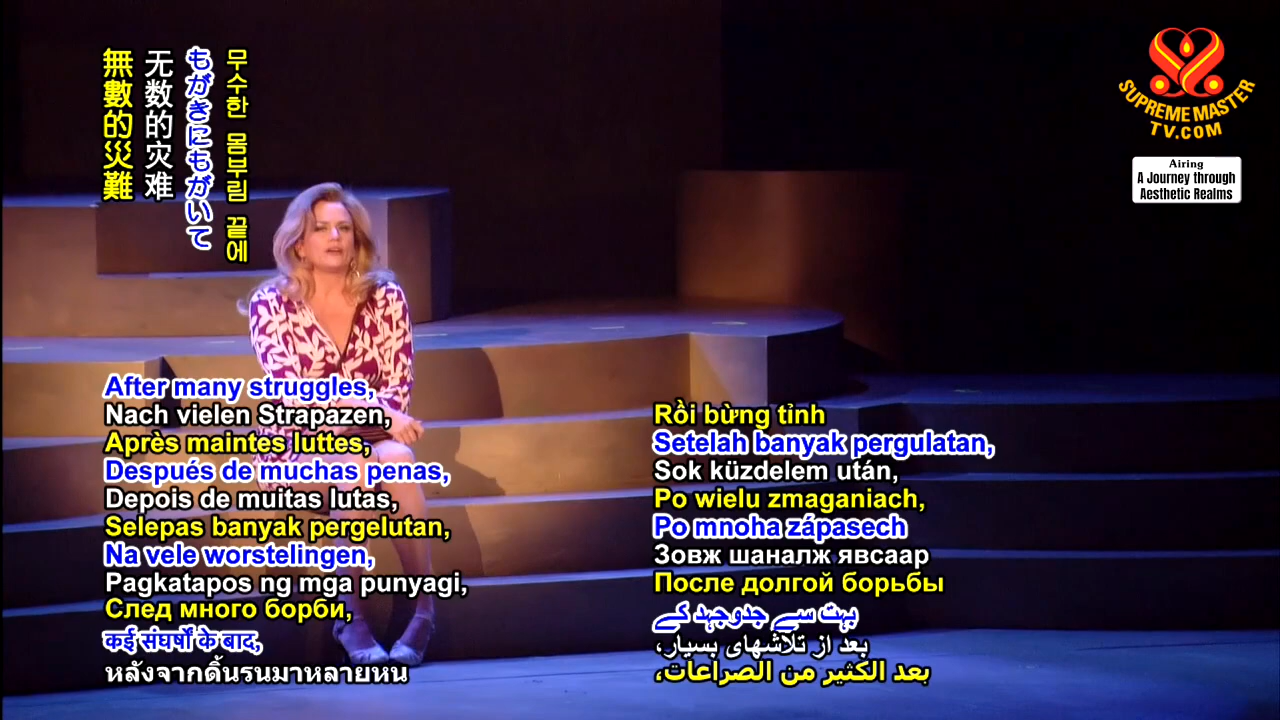 無數的災難
无数的灾难
もがきにもがいて
무수한 몸부림 끝에
SUPREME MASTER
TV.COM
Airing
A Journey through
Aesthetic Realms
After many struggles,
Nach vielen Strapazen,
Après maintes luttes,
Después de muchas penas,
Depois de muitas lutas,
Selepas banyak pergelutan,
Na vele worstelingen,
Pagkatapos ng mga punyagi,
След много борби,
कई संघर्षों के बाद,
หลังจากดิ้นรนมาหลายหน
Rồi bừng tỉnh
Setelah banyak pergulatan,
Sok küzdelem után,
Po wielu zmaganiach,
Po mnoha zápasech
Зовж шаналж явсаар
После долгой борьбы
بہت سے جدوجہد کے
بعد از تلاشهای بسیار،
بعد الكثير من الصراعات،